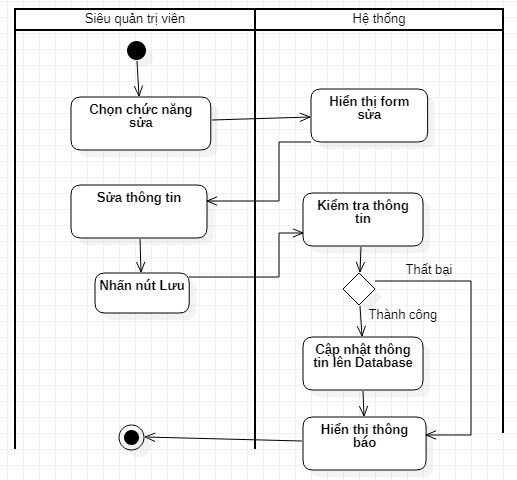 Siêu quản trị viên
Hệ thống
Chọn chức năng
sửa
Hiển thị form
sửa
Sửa thông tin
Kiểm tra thông
tin
Nhấn nút Lưu
Thất bại
Thành công
Cập nhật thông
tin lên Database
Hiển thị thông
báo